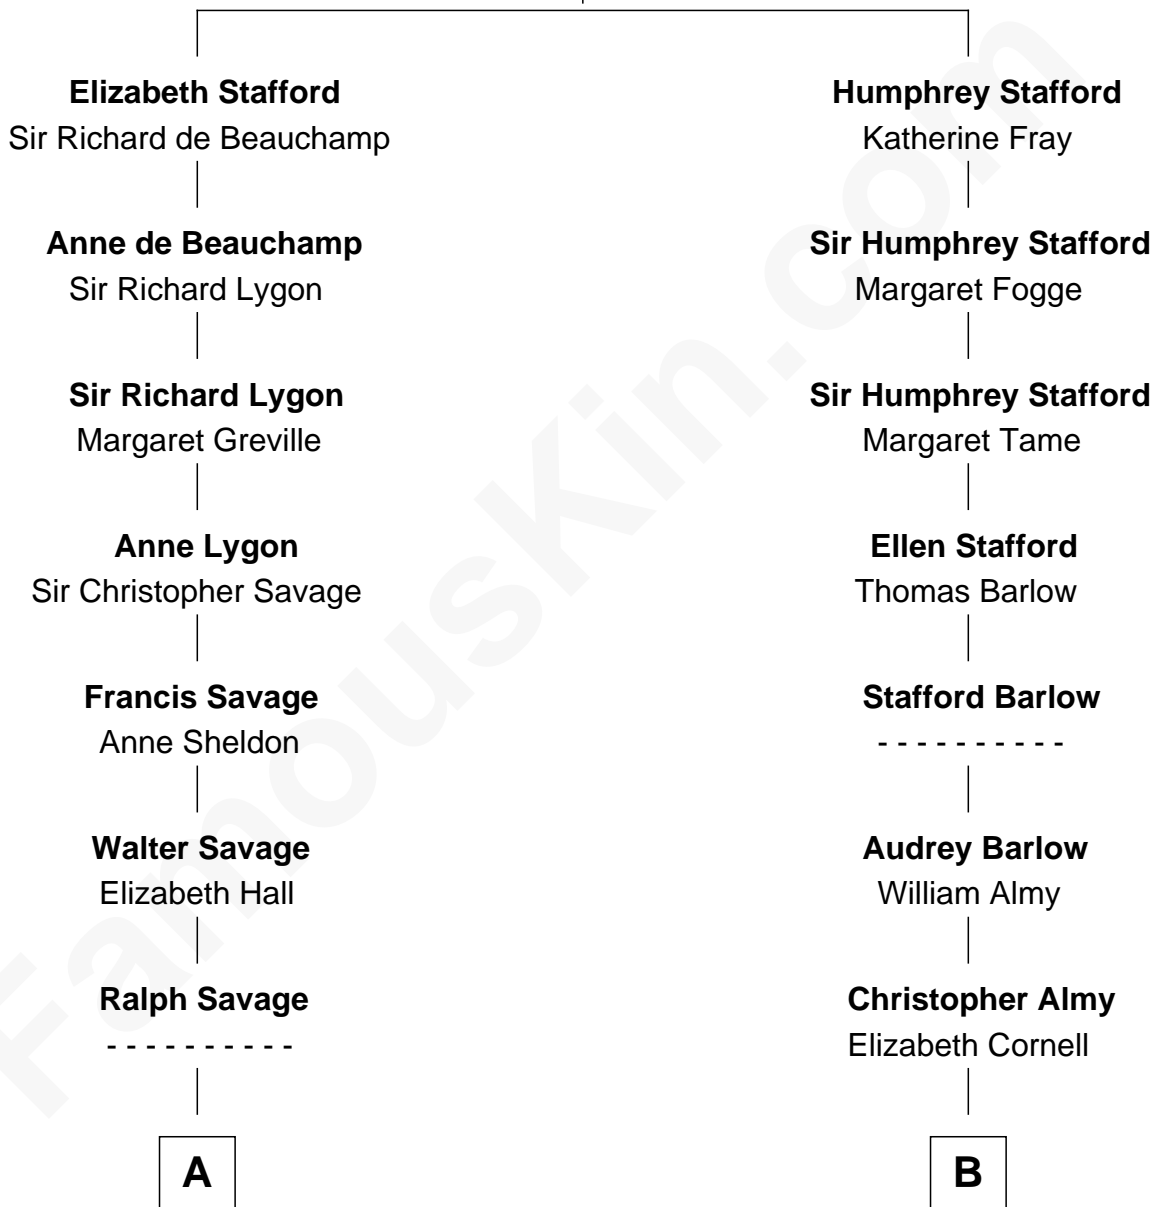 Elizabeth Stafford
Sir Richard de Beauchamp
Anne de Beauchamp
Sir Richard Lygon
Sir Richard Lygon
Margaret Greville
Anne Lygon
Sir Christopher Savage
Francis Savage
Anne Sheldon
Walter Savage
Elizabeth Hall
Ralph Savage
- - - - - - - - - -
A
Humphrey Stafford
Katherine Fray
Sir Humphrey Stafford
Margaret Fogge
Sir Humphrey Stafford
Margaret Tame
Ellen Stafford
Thomas Barlow
Stafford Barlow
- - - - - - - - - -
Audrey Barlow
William Almy
Christopher Almy
Elizabeth Cornell
B
FamousKin.com